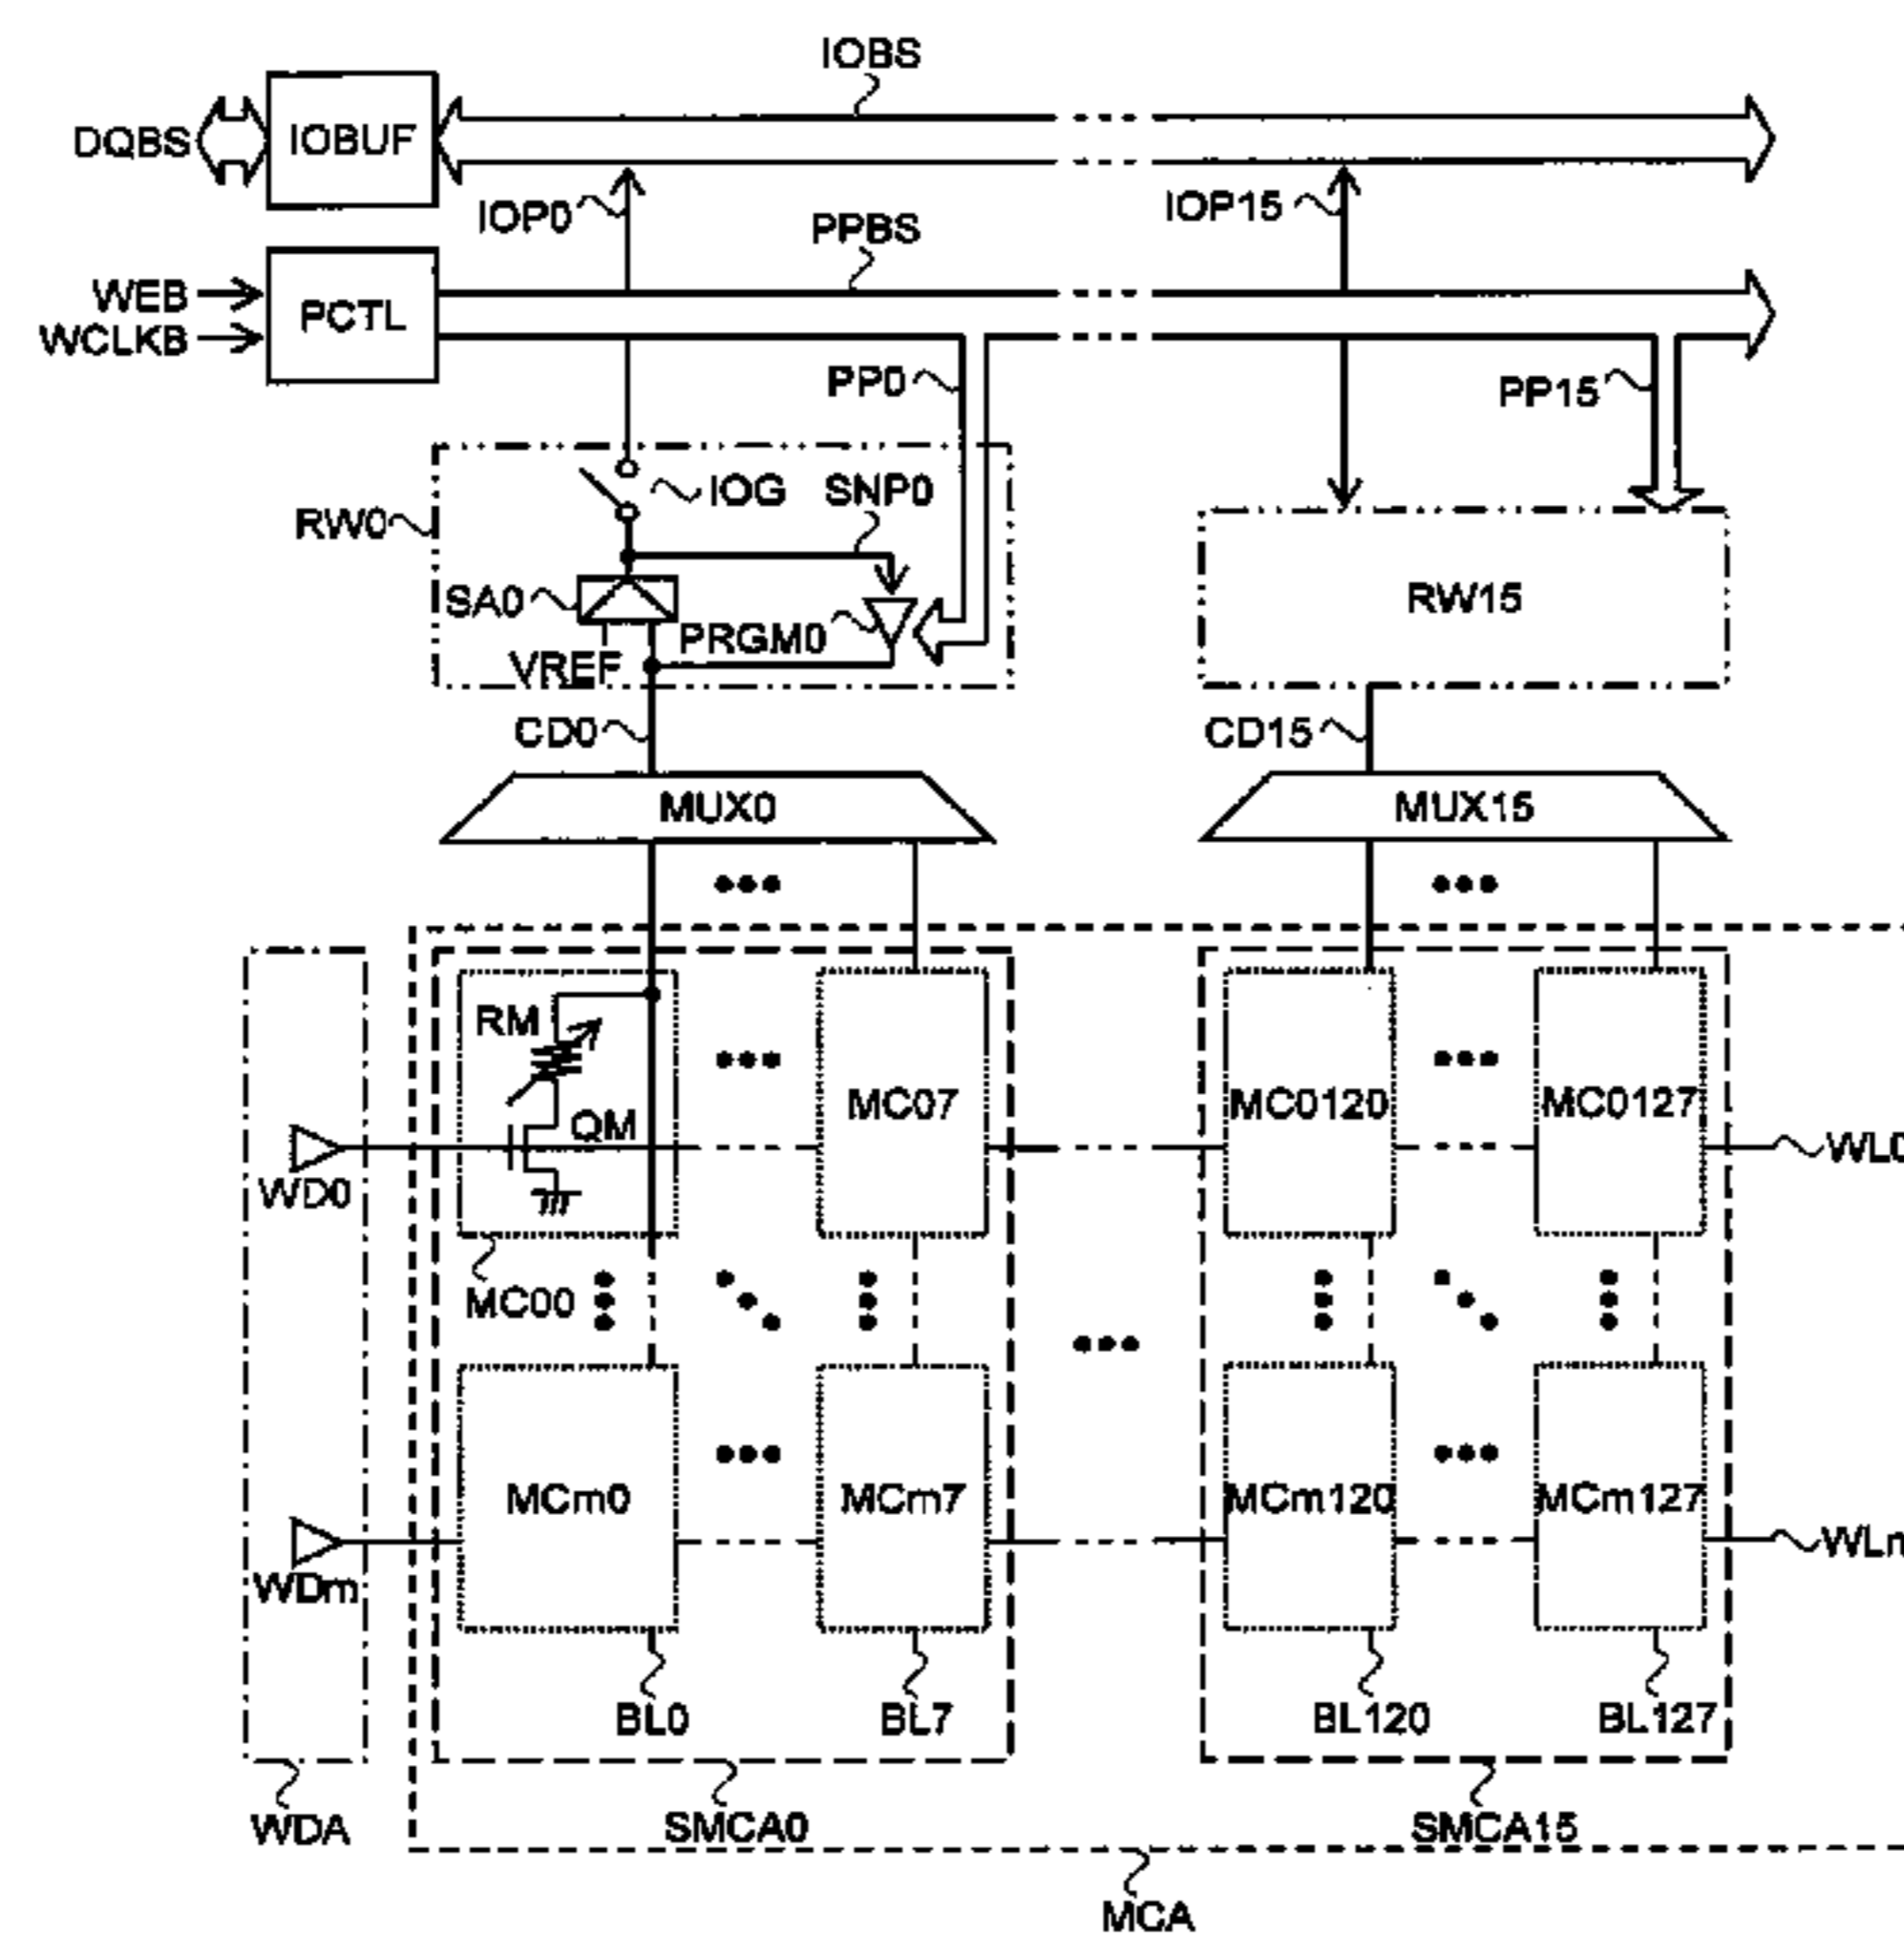 IOBS
DQBS
IOBUF
IOP0
IOP15
PPBS
WEB
WCLKB
PCTL
PP0
PP15
RW0
IOG
SNP0
SA0
PRGM0
VREF
RW15
CD0
CD15
MUX0
MUX15
RM
QM
MC07
MC0120
MC0127
WL0
WD0
MC00
MCm0
MCm7
MCm120
MCm127
WDm
BL0
BL7
BL120
BL127
WDA
SMCA0
SMCA15
MCA